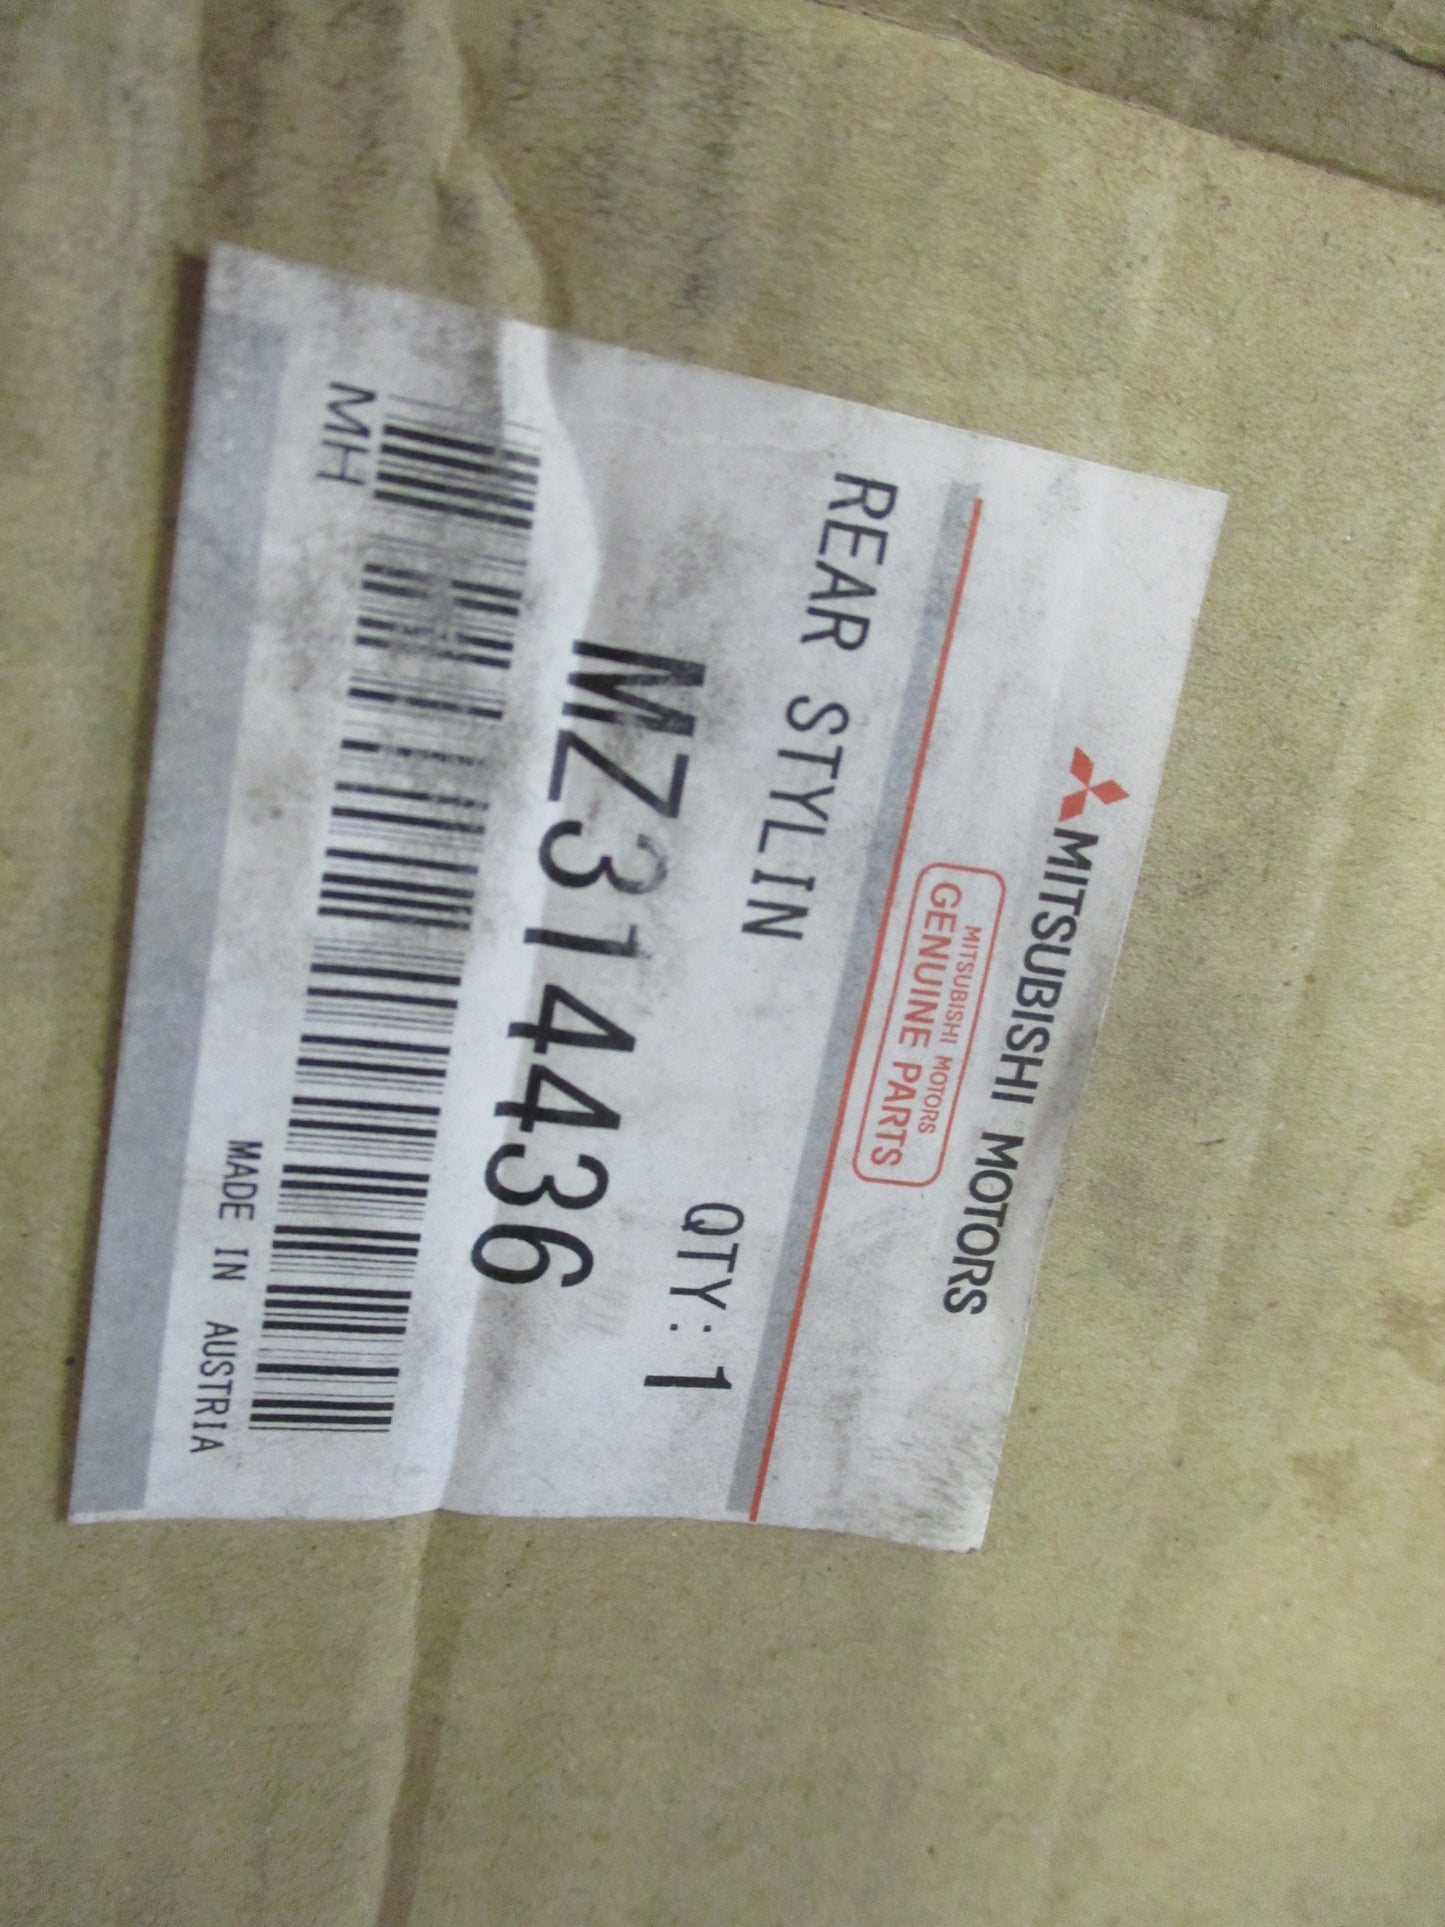 MITSUBISHI MOTORS
MITSUBISHI MOTORS
GENUINE PARTS
REAR STYLIN
QTY: 1
MZ314436
MH
MADE IN AUSTRIA